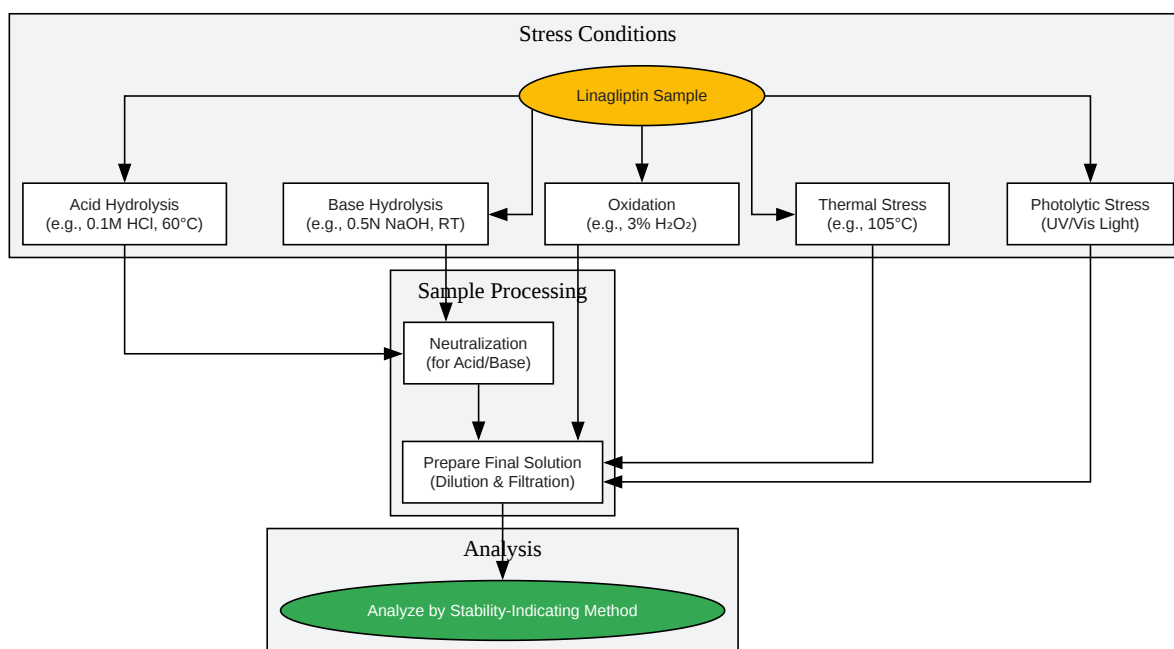 Stress Conditions
Linagliptin Sample
Acid Hydrolysis
(e.g., 0.1M HCl, 60°C)
Base Hydrolysis
(e.g., 0.5N NaOH, RT)
Oxidation
(e.g., 3% H₂O₂)
Thermal Stress
(e.g., 105°C)
Photolytic Stress
(UV/Vis Light)
Sample Processing
Neutralization
(for Acid/Base)
Prepare Final Solution
(Dilution & Filtration)
Analysis
Analyze by Stability-Indicating Method